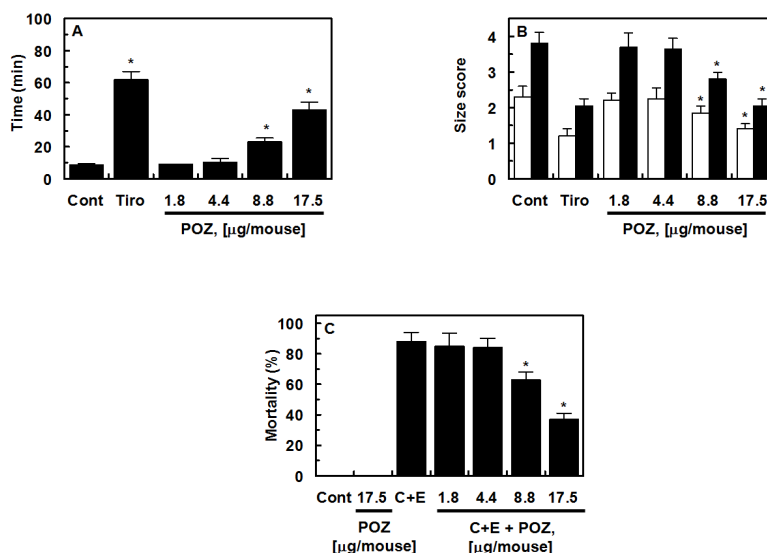 A
Time (min)
100
80
60
40
20
0
*
*
*
Cont Tiro 1.8 4.4 8.8 17.5
POZ, [μg/mouse]
B
Size score
4
3
2
1
0
*
*
*
*
Cont Tiro 1.8 4.4 8.8 17.5
POZ, [μg/mouse]
C
Mortality (%)
100
80
60
40
20
0
*
*
Cont 17.5 C+E 1.8 4.4 8.8 17.5
POZ
[μg/mouse]
C+E + POZ,
[μg/mouse]